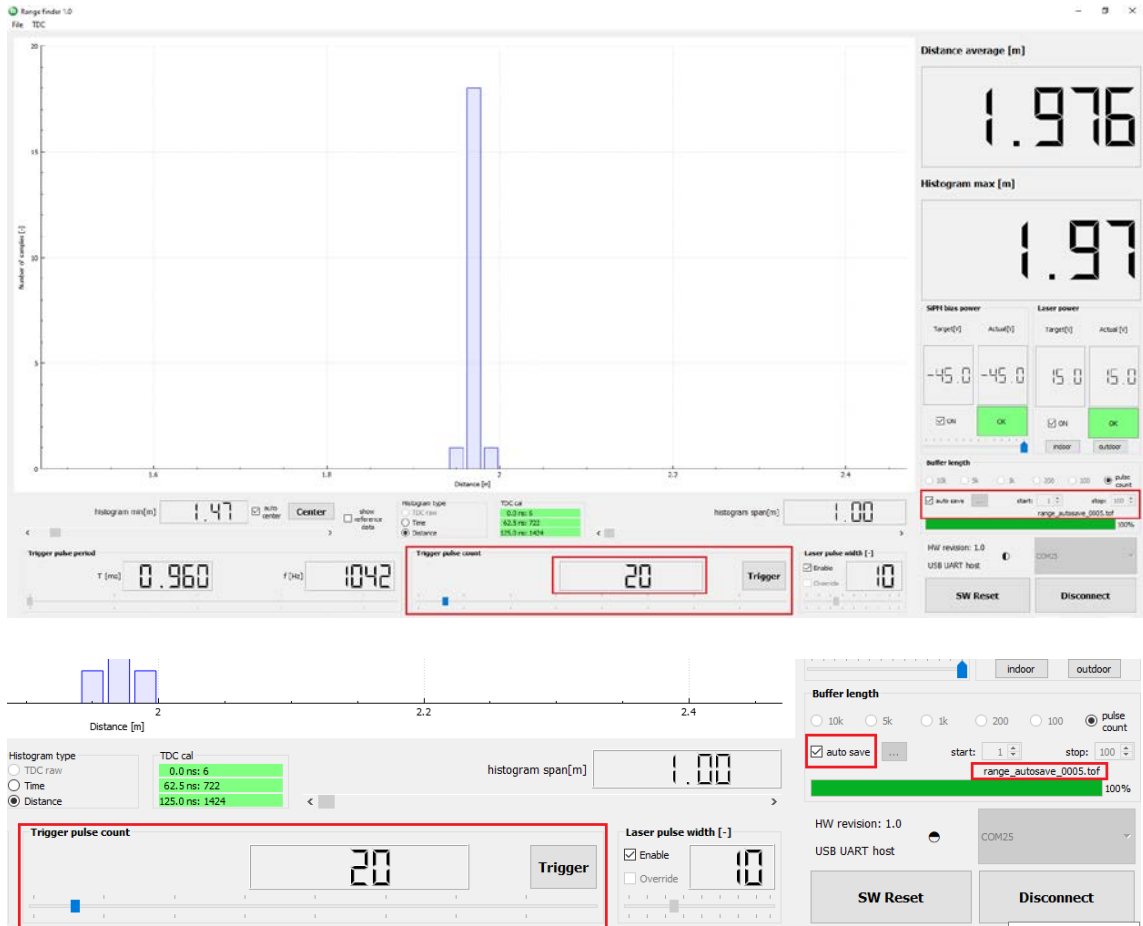 Range finder 1.0
File TDC
Distance average [m]
1.976
Histogram max [m]
1.97
20
15
10
5
0
Number of samples [-]
1.6
1.8
2
2.2
2.4
Distance [m]
SiPM bias power
Laser power
Target[V] Actual[V] Target[V] Actual [V]
-45.0 -45.0 15.0 15.0
ON OK ON OK
indoor outdoor
Buffer length
10k 5k 1k 200 100 pulse count
auto save ... start: 1 stop: 100
range_autosave_0005.tof
100%
histogram min[m] 1.47 auto center Center show reference data
Histogram type
TDC raw
Time
Distance
TDC cal
0.0 ns: 6
62.5 ns: 722
125.0 ns: 1424
histogram span[m] 1.00
Trigger pulse period
T [ms] 0.960 f [Hz] 1042
Trigger pulse count
20 Trigger
Laser pulse width [-]
Enable
Override
10
HW revision: 1.0
USB UART host
COM25
SW Reset Disconnect
2
2.2
2.4
Distance [m]
Histogram type
TDC raw
Time
Distance
TDC cal
0.0 ns: 6
62.5 ns: 722
125.0 ns: 1424
histogram span[m] 1.00
Trigger pulse count
20 Trigger
Laser pulse width [-]
Enable
Override
10
indoor outdoor
Buffer length
10k 5k 1k 200 100 pulse count
auto save ... start: 1 stop: 100
range_autosave_0005.tof
100%
HW revision: 1.0
USB UART host
COM25
SW Reset Disconnect